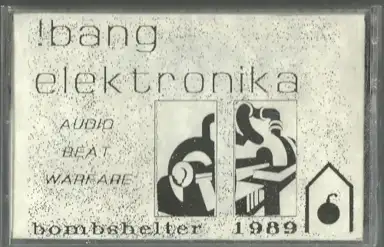 !bang
elektronika
AUDIO
BEAT
WARFARE
bombshelter 1989